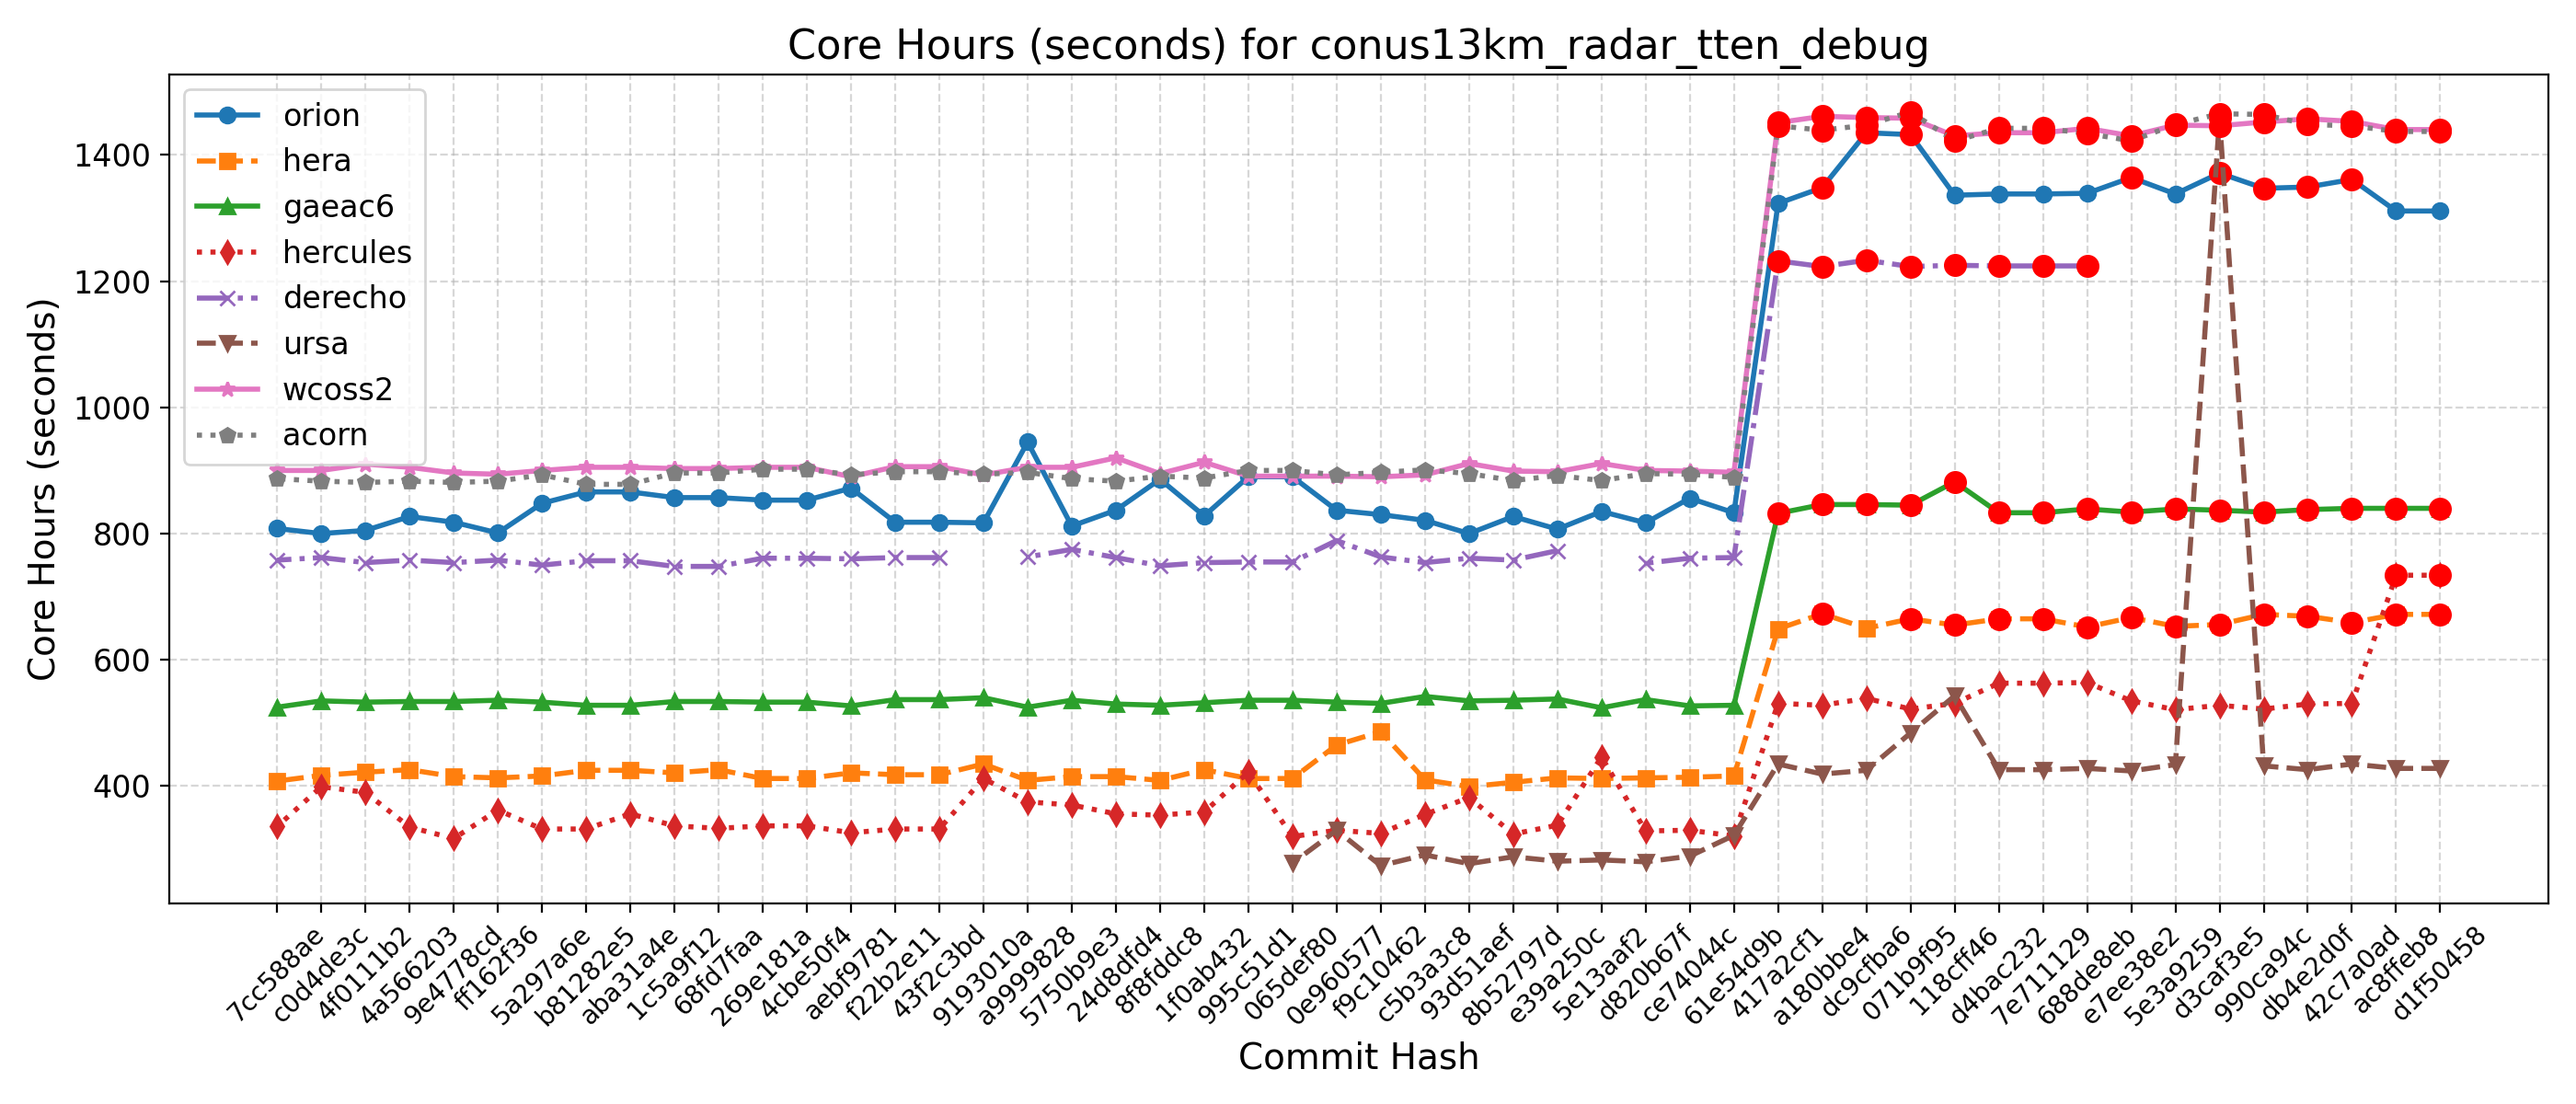 Core Hours (seconds) for conus13km_radar_tten_debug
Core Hours (seconds)
1400
1200
1000
800
600
400
orion
hera
gaeac6
hercules
derecho
ursa
wcoss2
acorn
7cc588ae
c0d4de3c
4f0111b2
4a566203
9e4778cd
ff162f36
5a297a6e
b81282e5
aba31a4e
1c5a9f12
68fd7faa
269e181a
4cbe50f4
aebf9781
f22b2e11
43f2c3bd
9193010a
a9999828
5750b9e3
24d8dfd4
8f8fddc8
1f0ab432
995c51d1
065def80
0e960577
f9c10462
c5b3a3c8
93d51aef
8b52797d
e39a250c
5e13aaf2
d820b67f
ce74044c
61e54d9b
417a2cf1
a180bbe4
dc9cfba6
071b9f95
118cff46
d4bac232
7e711129
688de8eb
e7ee38e2
5e3a9259
d3caf3e5
990ca94c
db4e2d0f
42c7a0ad
ac8ffeb8
d1f50458
Commit Hash